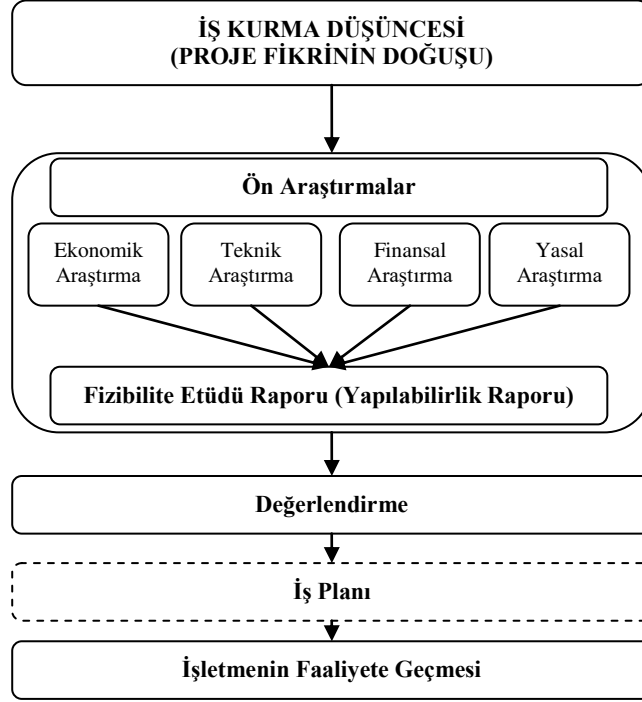 İŞ KURMA DÜŞÜNCESİ
(PROJE FİKRİNİN DOĞUŞU)
Ön Araştırmalar
Ekonomik
Araştırma
Teknik
Araştırma
Finansal
Araştırma
Yasal
Araştırma
Fizibilite Etüdü Raporu (Yapılabilirlik Raporu)
Değerlendirme
İş Planı
İşletmenin Faaliyete Geçmesi